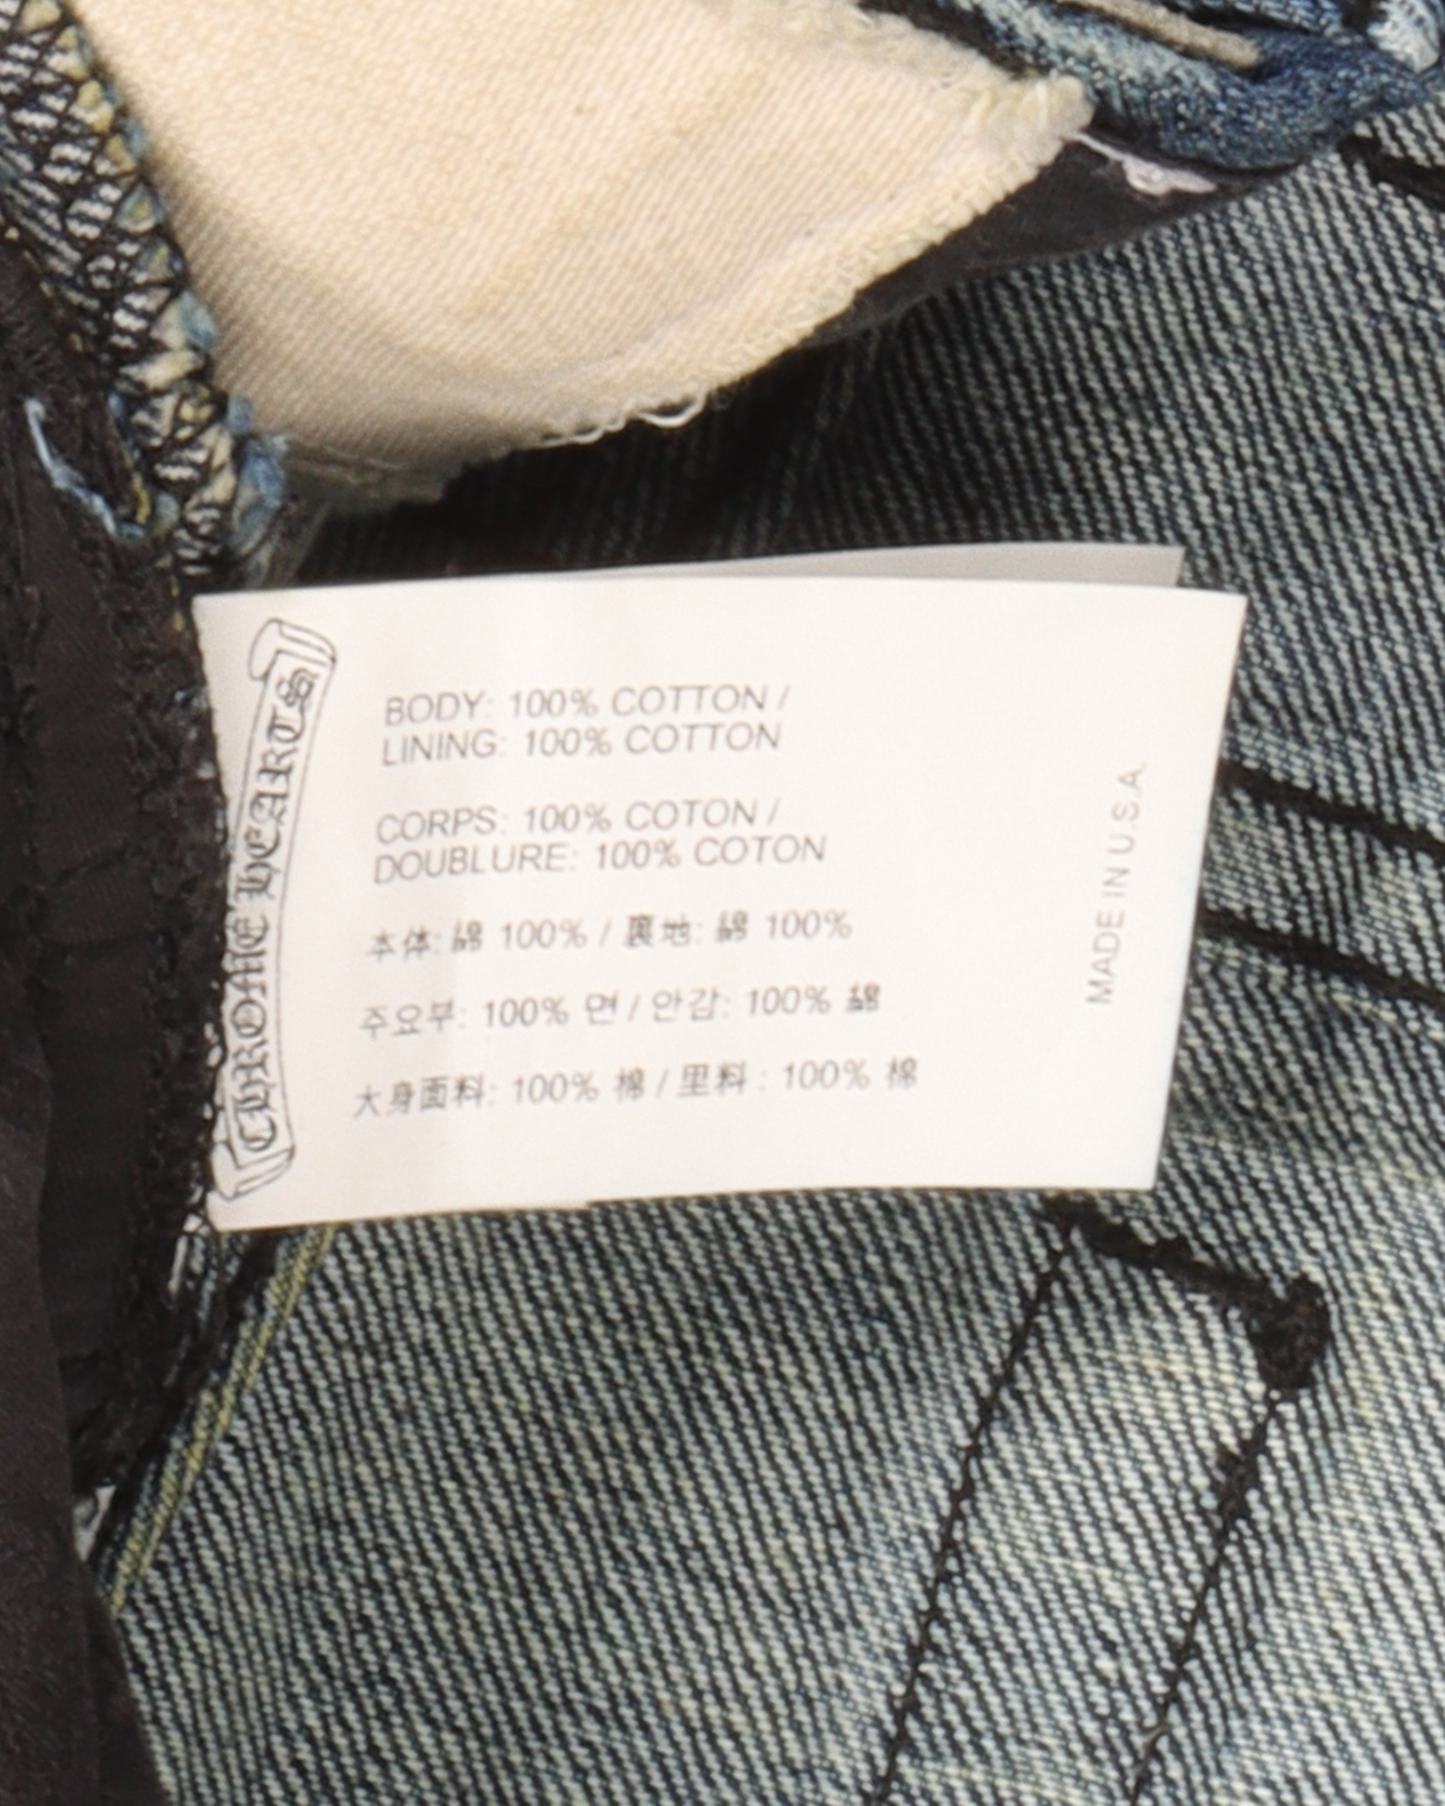 CHROME HEARTS
BODY: 100% COTTON /
LINING: 100% COTTON
CORPS: 100% COTON /
DOUBLURE: 100% COTON
本体: 綿 100% / 裏地: 綿 100%
주요부: 100% 면 / 안감: 100% 綿
大身面料: 100% 棉 / 里料 : 100% 棉
MADE IN U.S.A.